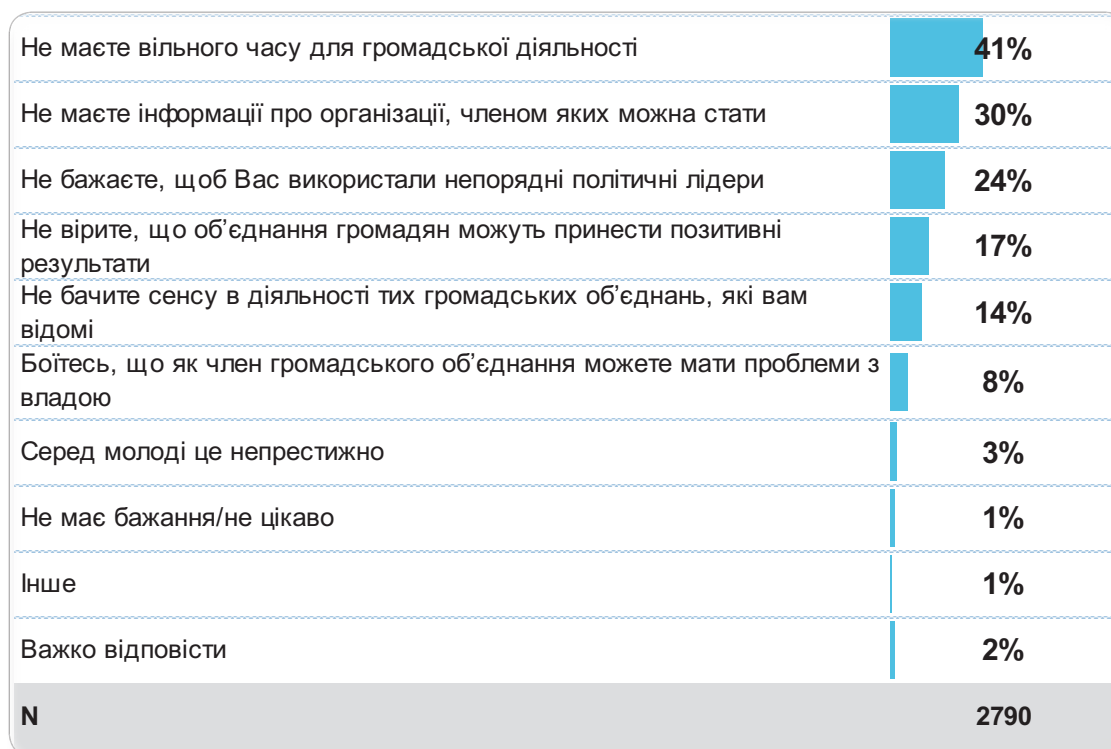 Не маєте вільного часу для громадської діяльності 41%
Не маєте інформації про організації, членом яких можна стати 30%
Не бажаєте, щоб Вас використали непорядні політичні лідери 24%
Не вірите, що об’єднання громадян можуть принести позитивні
результати 17%
Не бачите сенсу в діяльності тих громадських об’єднань, які вам
відомі 14%
Боїтесь, що як член громадського об’єднання можете мати проблеми з
владою 8%
Серед молоді це непрестижно 3%
Не має бажання/не цікаво 1%
Інше 1%
Важко відповісти 2%
N 2790